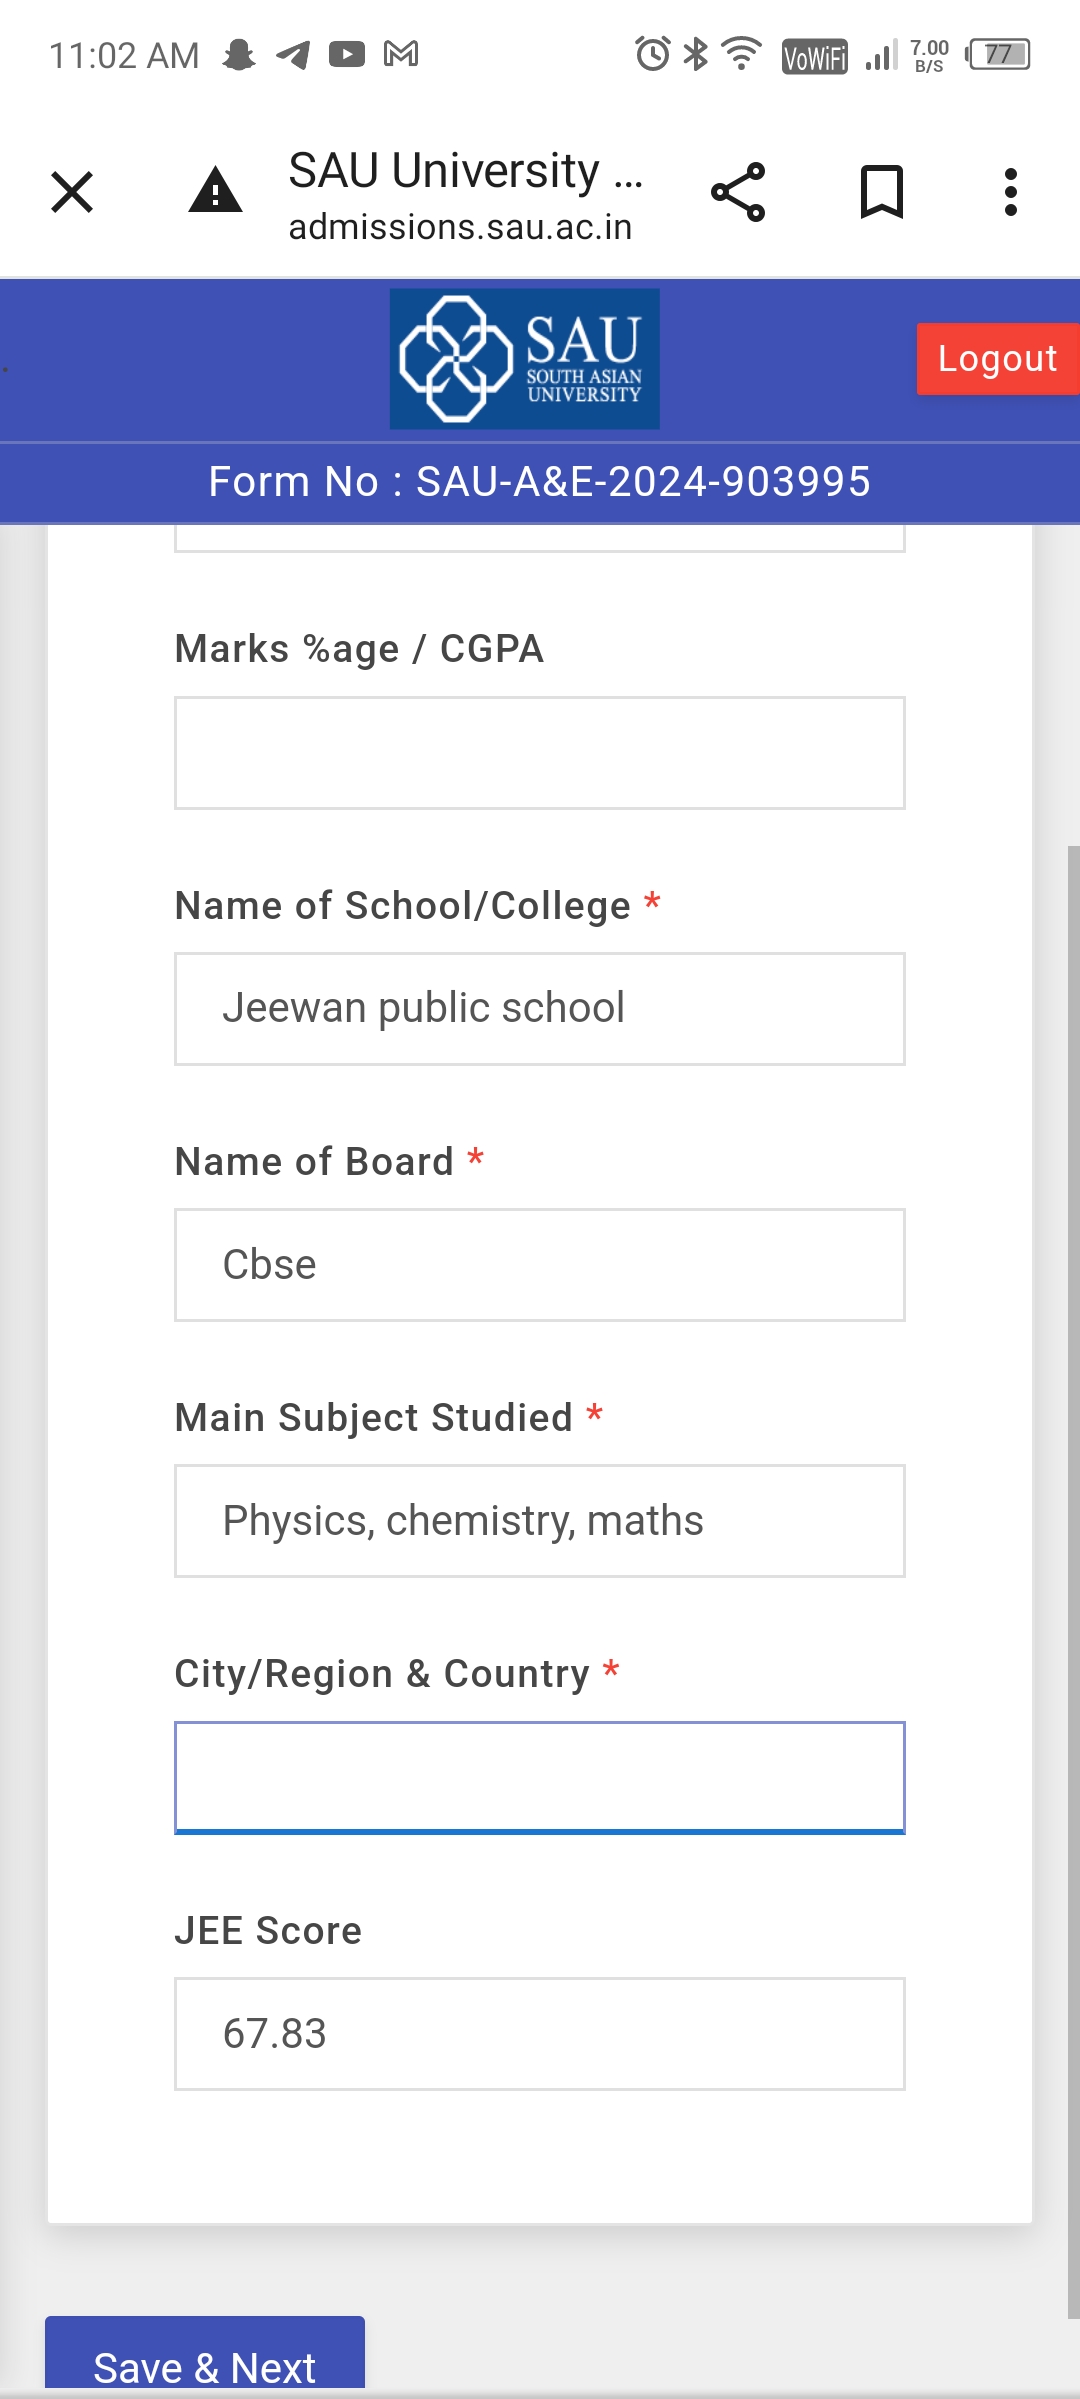 11:02 AM
VoWiFi
7.00
B/S
77
SAU University ...
admissions.sau.ac.in
SAU
SOUTH ASIAN
UNIVERSITY
Logout
Form No : SAU-A&E-2024-903995
Marks %age / CGPA
Name of School/College *
Jeewan public school
Name of Board *
Cbse
Main Subject Studied *
Physics, chemistry, maths
City/Region & Country *
JEE Score
67.83
Save & Next